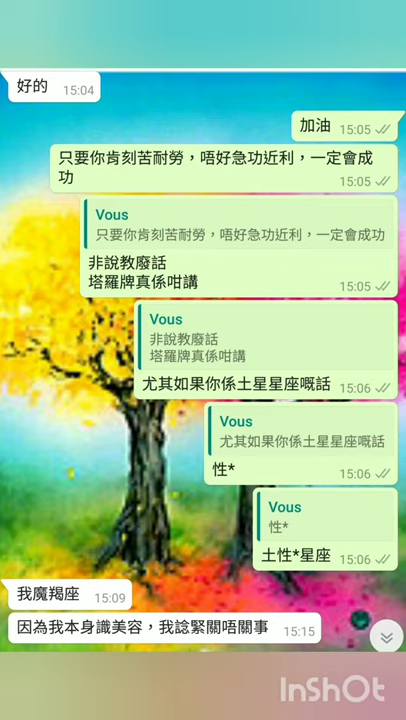 好的 15:04
加油 15:05
只要你肯刻苦耐勞，唔好急功近利，一定會成
功 15:05
Vous
只要你肯刻苦耐勞，唔好急功近利，一定會成功
非說教廢話
塔羅牌真係咁講 15:05
Vous
非說教廢話
塔羅牌真係咁講
尤其如果你係土星星座嘅話 15:06
Vous
尤其如果你係土星星座嘅話
性* 15:06
Vous
性*
土性*星座 15:06
我魔羯座 15:09
因為我本身識美容，我諗緊關唔關事 15:15
InShOt